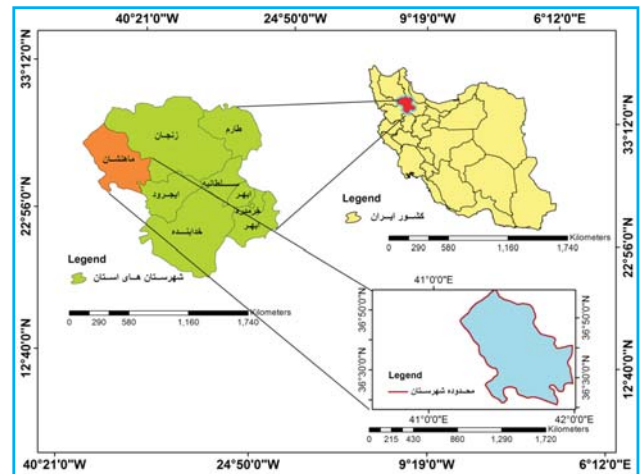 40°21'0"W 24°50'0"W 9°19'0"W 6°12'0"E
33°12'0"N
22°56'0"N
12°40'0"N
زنجان
طارم
ماهنشان
سلطانیه
ایجرود
ابهر
خرمدره
ابهر
خدابنده
Legend
شهرستان های استان
Kilometers
0 290 580 1,160 1,740
Legend
کشور ایران
Kilometers
0 290 580 1,160 1,740
33°12'0"N
22°56'0"N
12°40'0"N
41°0'0"E
36°50'0"N
36°30'0"N
36°50'0"N
36°30'0"N
Legend
محدوده شهرستان
41°0'0"E 42°0'0"E
Kilometers
0 215 430 860 1,290 1,720
40°21'0"W 24°50'0"W 9°19'0"W 6°12'0"E